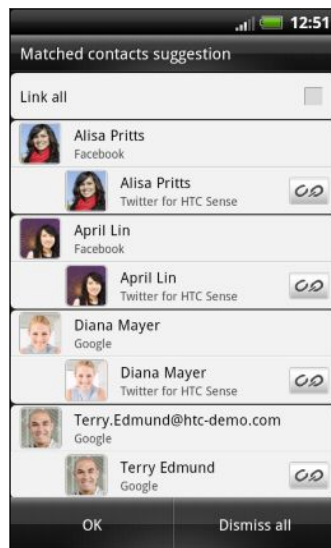 12:51
Matched contacts suggestion
Link all
Alisa Pritts
Facebook
Alisa Pritts
Twitter for HTC Sense
April Lin
Facebook
April Lin
Twitter for HTC Sense
Diana Mayer
Google
Diana Mayer
Twitter for HTC Sense
Terry.Edmund@htc-demo.com
Google
Terry Edmund
Google
OK
Dismiss all